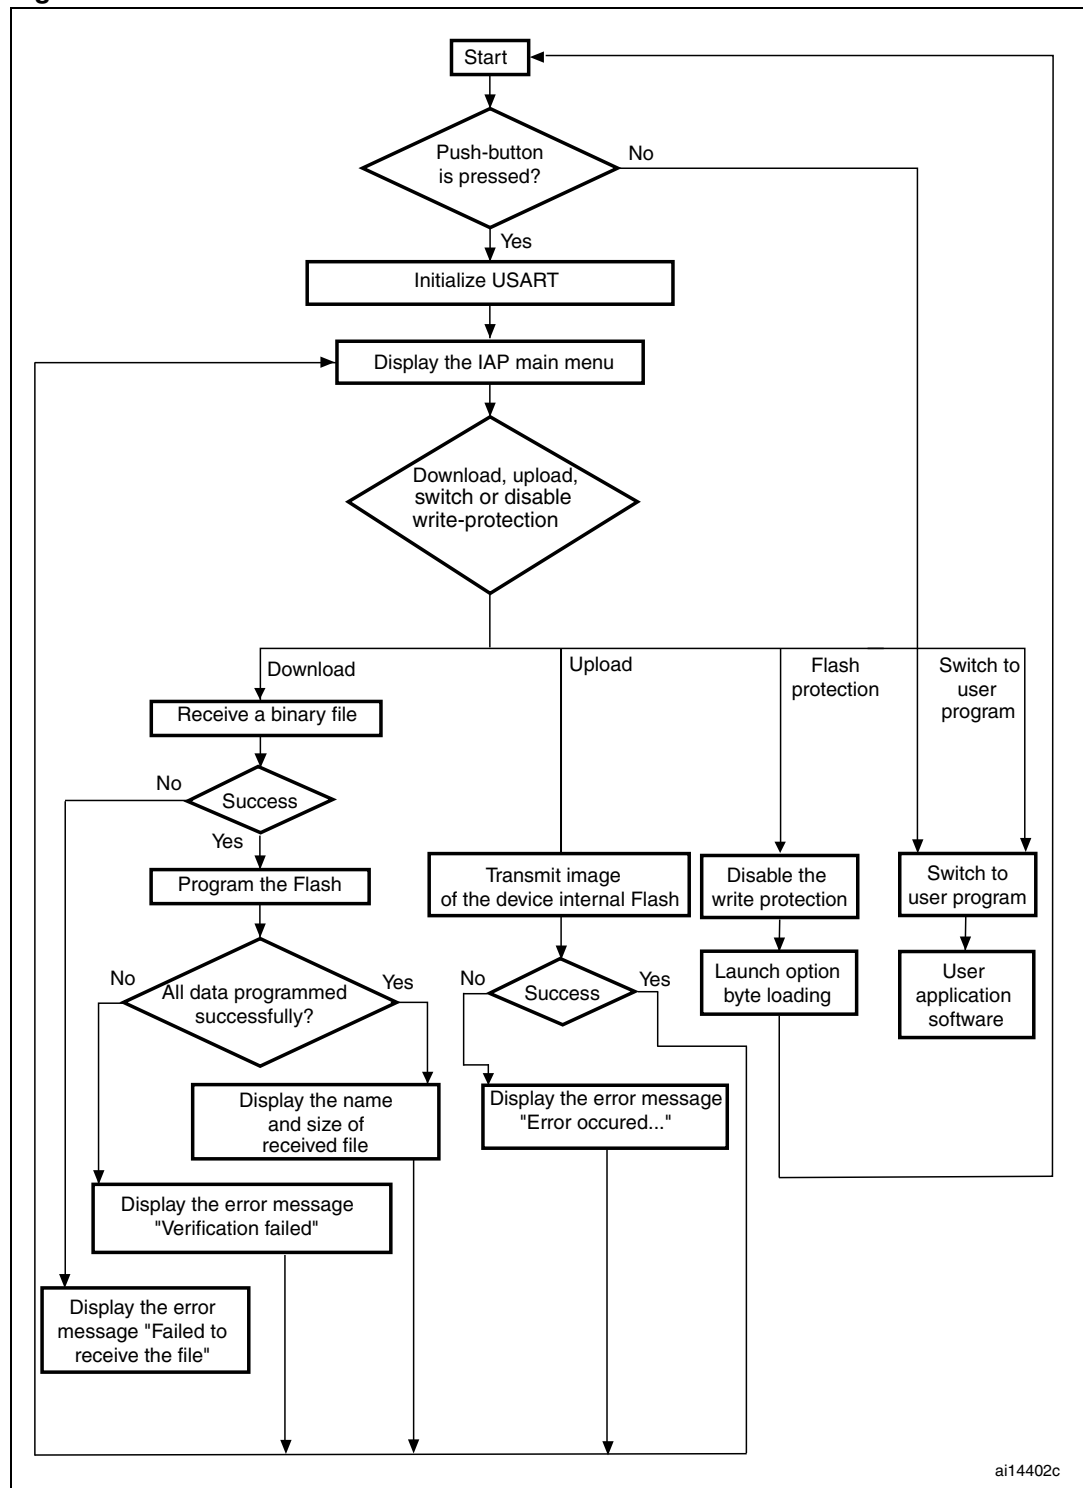 Start
Push-button
is pressed?
No
Yes
Initialize USART
Display the IAP main menu
Download, upload,
switch or disable
write-protection
Download
Upload
Flash
protection
Switch to
user
program
Receive a binary file
No
Success
Yes
Program the Flash
Transmit image
of the device internal Flash
Disable the
write protection
Switch to
user program
No
All data programmed
successfully?
Yes
No
Success
Yes
Launch option
byte loading
User
application
software
Display the name
and size of
received file
Display the error message
"Error occured..."
Display the error message
"Verification failed"
Display the error
message "Failed to
receive the file"
ai14402c